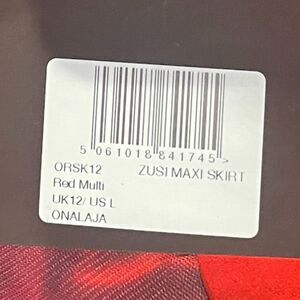 5 061018 841745 >
ORSK12 ZUSI MAXI SKIRT
Red Multi
UK12/ US L
ONALAJA